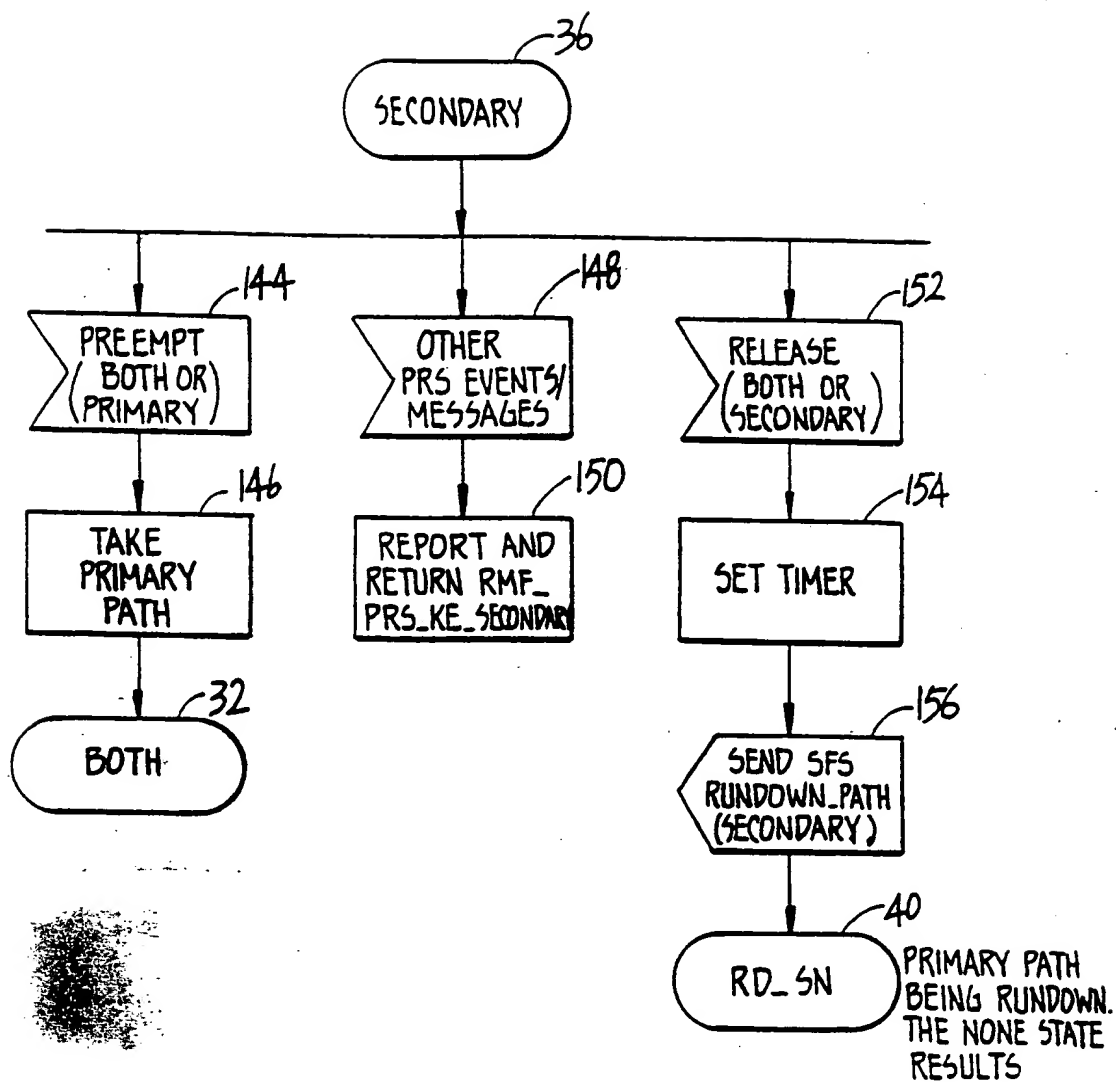 36
SECONDARY
144
PREEMPT
(BOTH OR
PRIMARY)
148
OTHER
PRS EVENTS/
MESSAGES
152
RELEASE
(BOTH OR
SECONDARY)
146
TAKE
PRIMARY
PATH
150
REPORT AND
RETURN RMF_
PRS_KE_SECONDARY
154
SET TIMER
32
BOTH
156
SEND SFS
RUNDOWN_PATH
(SECONDARY)
40
RD_SN
PRIMARY PATH
BEING RUNDOWN.
THE NONE STATE
RESULTS